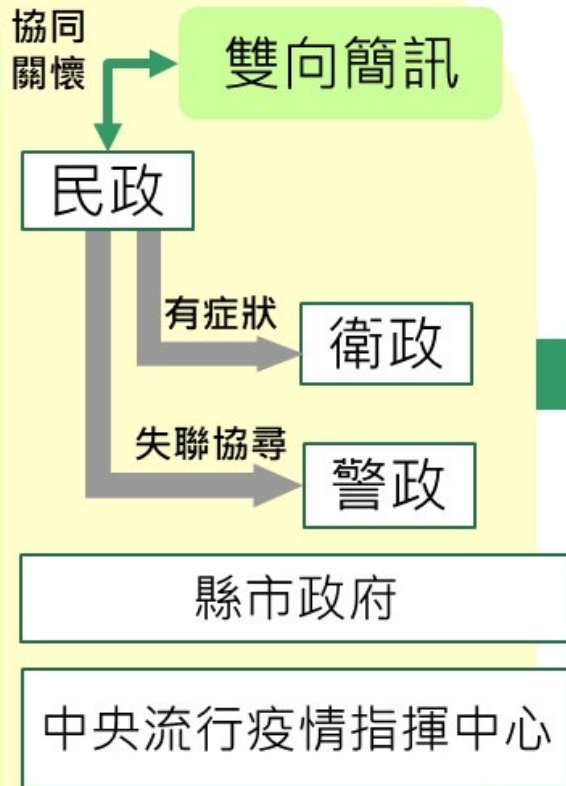 協同
關懷
雙向簡訊
民政
有症狀
衛政
失聯協尋
警政
縣市政府
中央流行疫情指揮中心